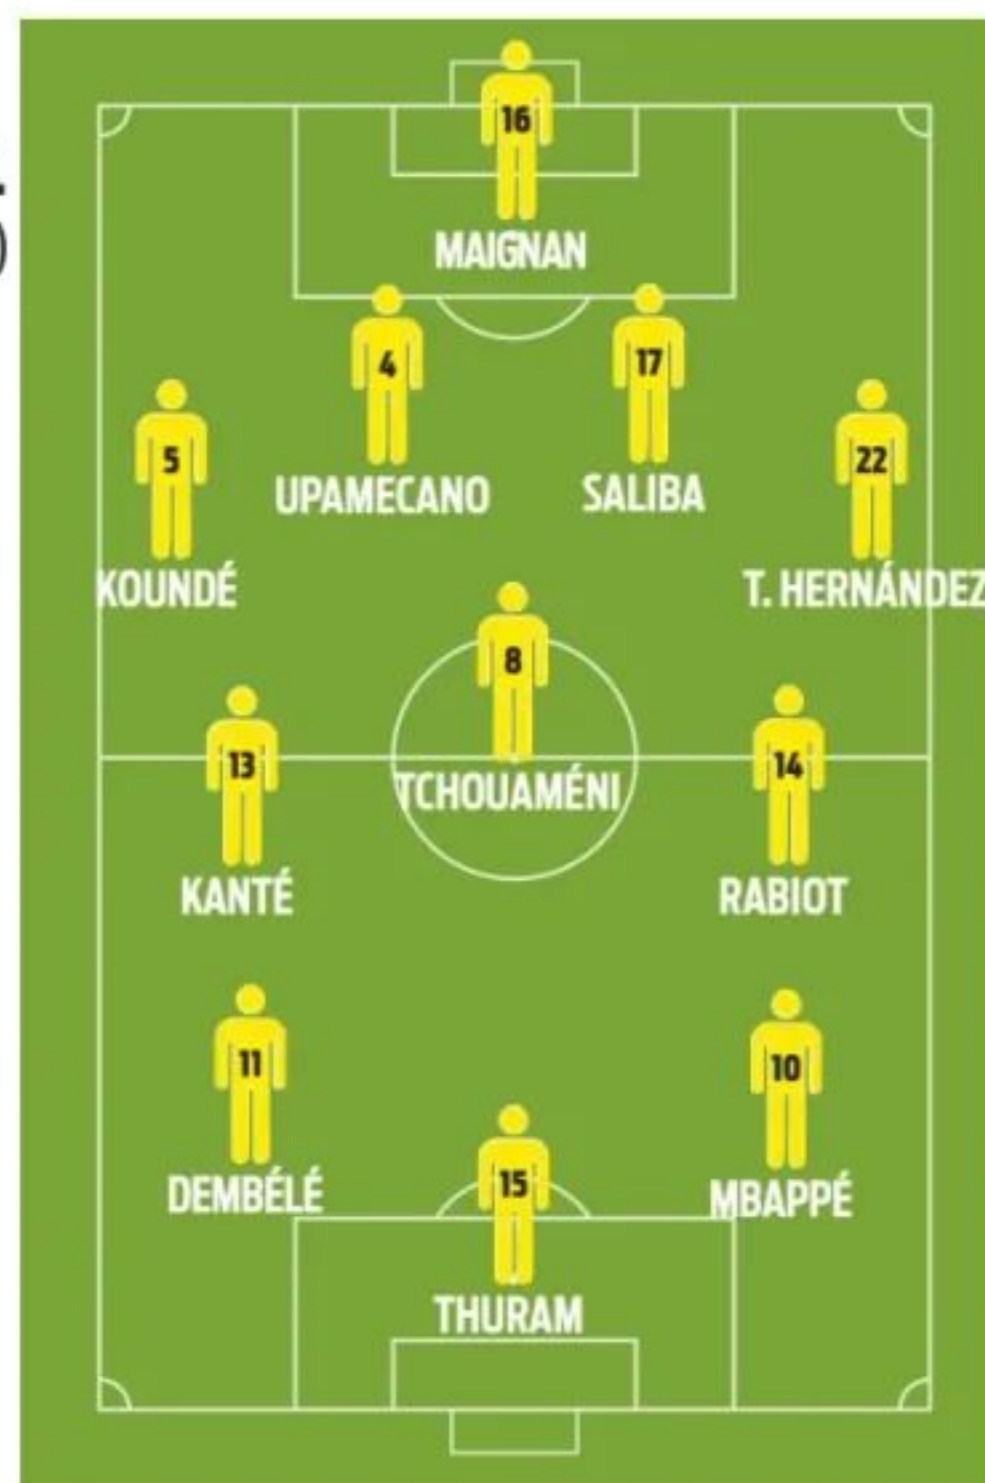 16
MAIGNAN
4
17
UPAMECANO
SALIBA
5
22
KOUNDÉ
T. HERNÁNDEZ
8
TCHOUAMÉNI
13
14
KANTÉ
RABIOT
11
10
DEMBÉLÉ
MBAPPÉ
15
THURAM